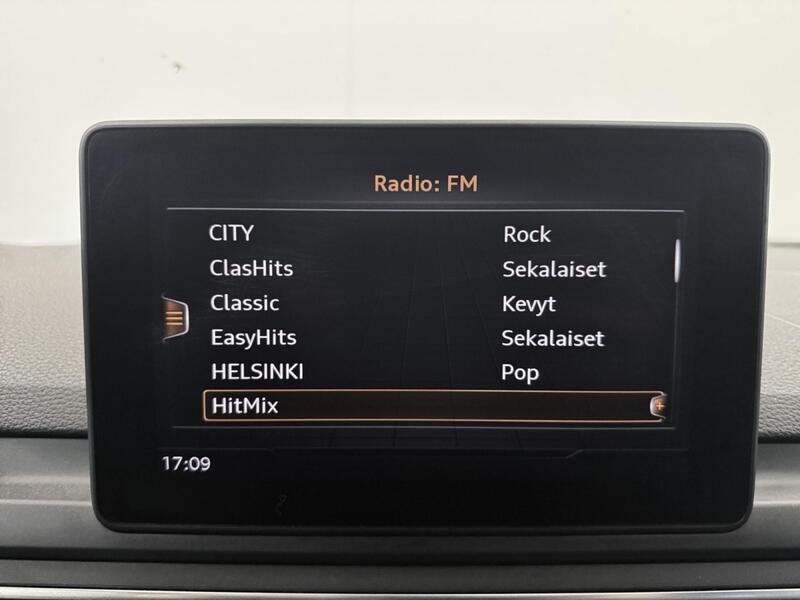 Radio: FM
CITY Rock
ClasHits Sekalaiset
Classic Kevyt
EasyHits Sekalaiset
HELSINKI Pop
HitMix
17:09